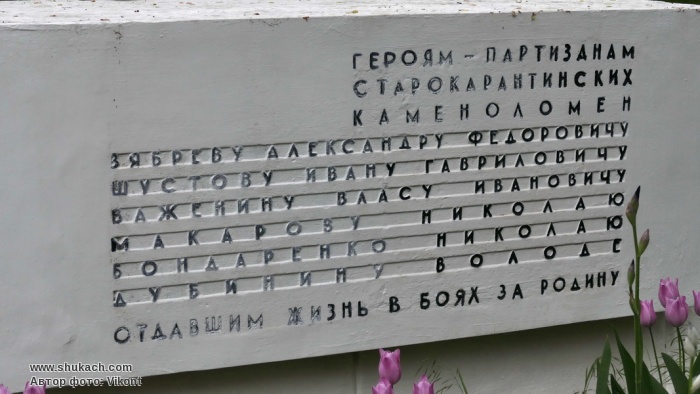 ГЕРОЯМ - ПАРТИЗАНАМ
СТАРОКАРАНТИНСКИХ
КАМЕНОЛОМЕН
ЗЯБРЕВУ АЛЕКСАНДРУ ФЕДОРОВИЧУ
ШУСТОВУ ИВАНУ ГАВРИЛОВИЧУ
ВАЖЕНИНУ ВЛАСУ ИВАНОВИЧУ
МАКАРОВУ НИКОЛАЮ
БОНДАРЕНКО НИКОЛАЮ
ДУБИНИНУ ВОЛОДЕ
ОТДАВШИМ ЖИЗНЬ В БОЯХ ЗА РОДИНУ
www.shukach.com
Автор фото: Vikont